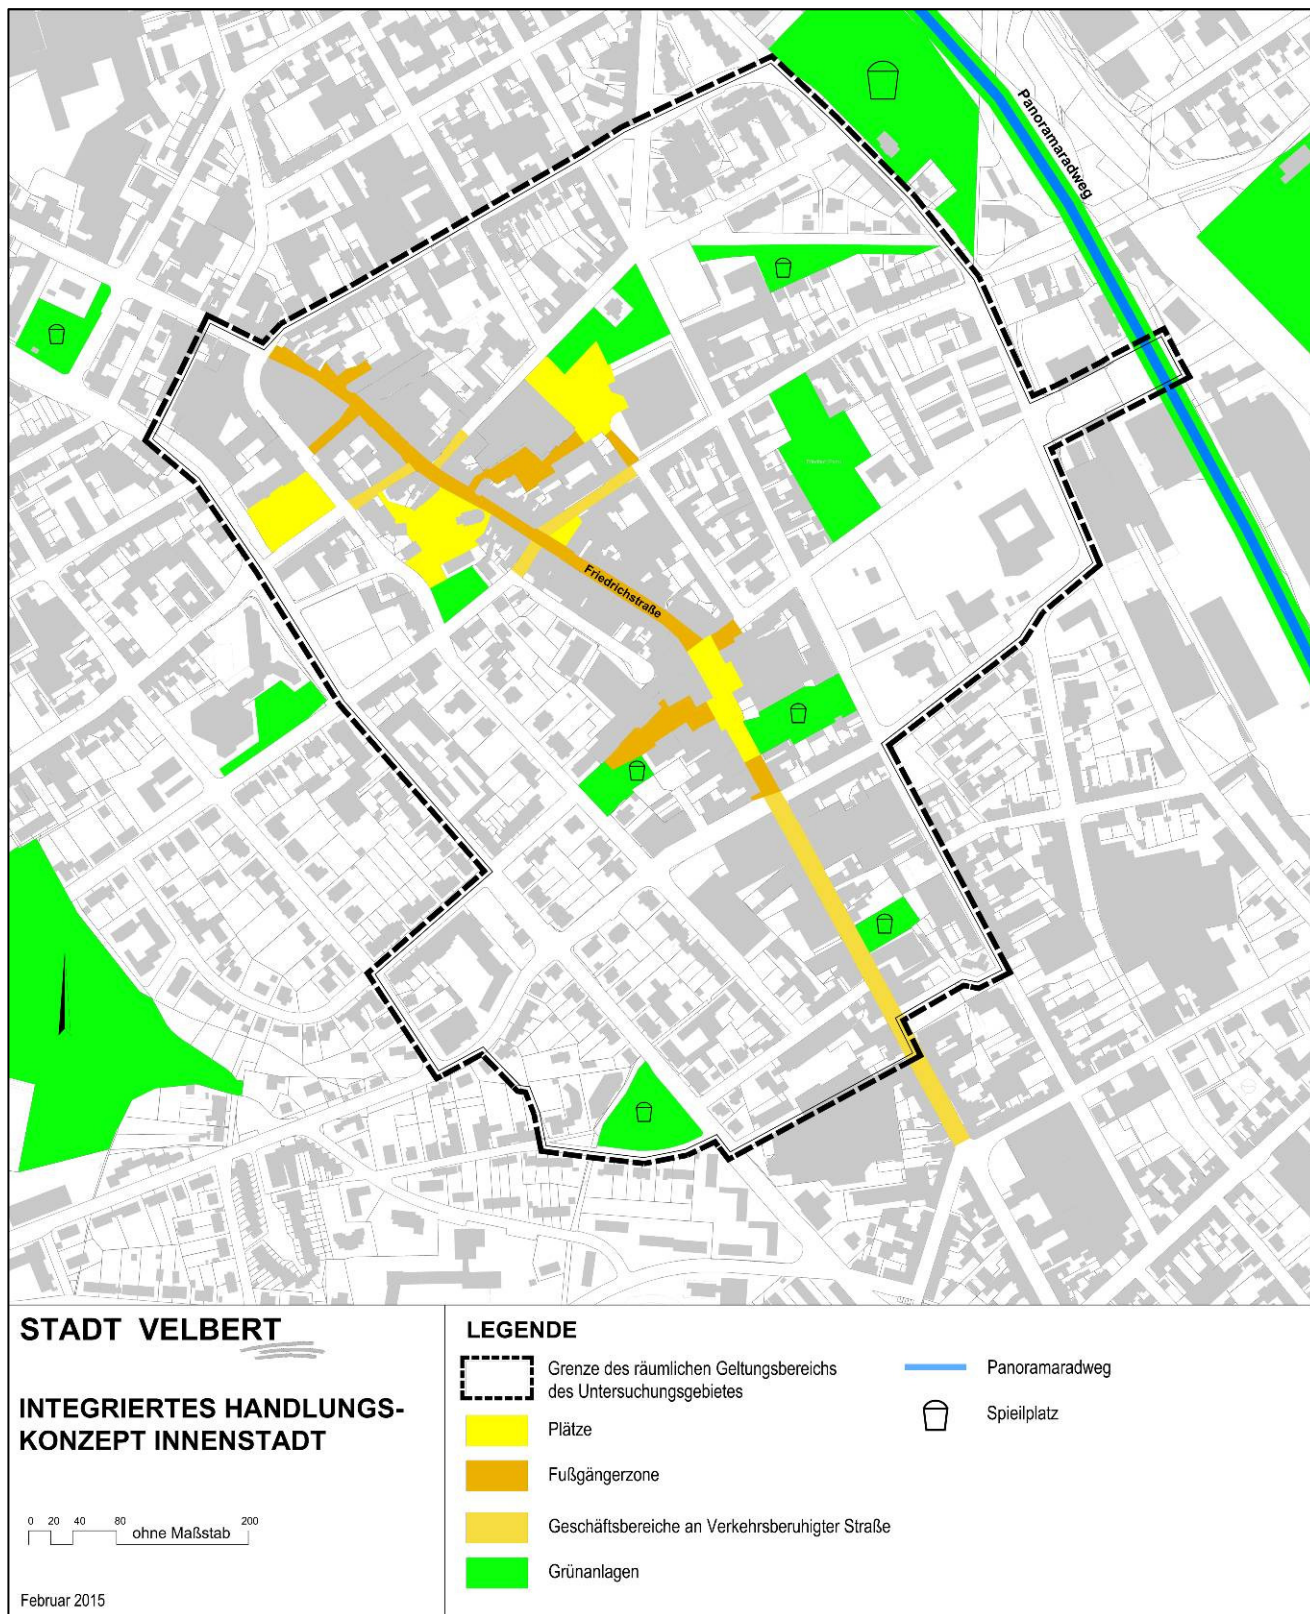 Panoramaradweg
Friedrichstraße
STADT VELBERT
INTEGRIERTES HANDLUNGS-
KONZEPT INNENSTADT
0 20 40 80 200
ohne Maßstab
Februar 2015
LEGENDE
Grenze des räumlichen Geltungsbereichs
des Untersuchungsgebietes
Plätze
Fußgängerzone
Geschäftsbereiche an Verkehrsberuhigter Straße
Grünanlagen
Panoramaradweg
Spieilplatz